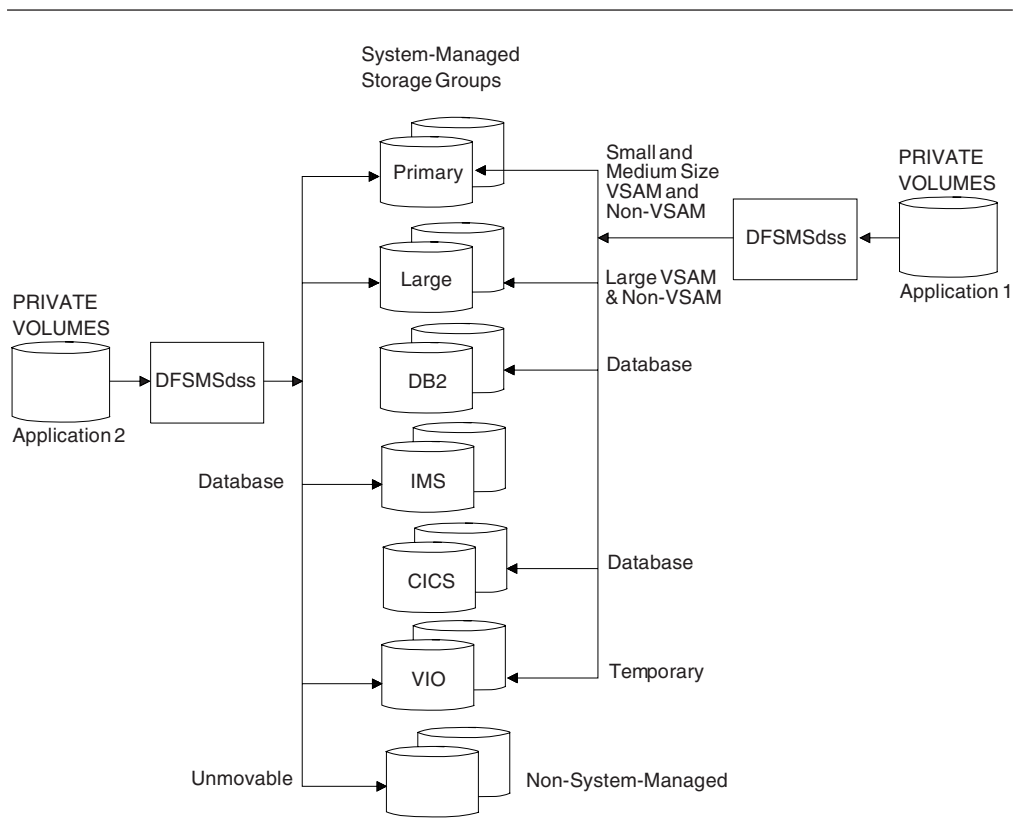 System-Managed
Storage Groups
Primary
Small and
Medium Size
VSAM and
Non-VSAM
PRIVATE
VOLUMES
DFSMSdss
Application 1
Large
Large VSAM
& Non-VSAM
PRIVATE
VOLUMES
DFSMSdss
Application 2
DB2
Database
Database
IMS
CICS
Database
VIO
Temporary
Unmovable
Non-System-Managed